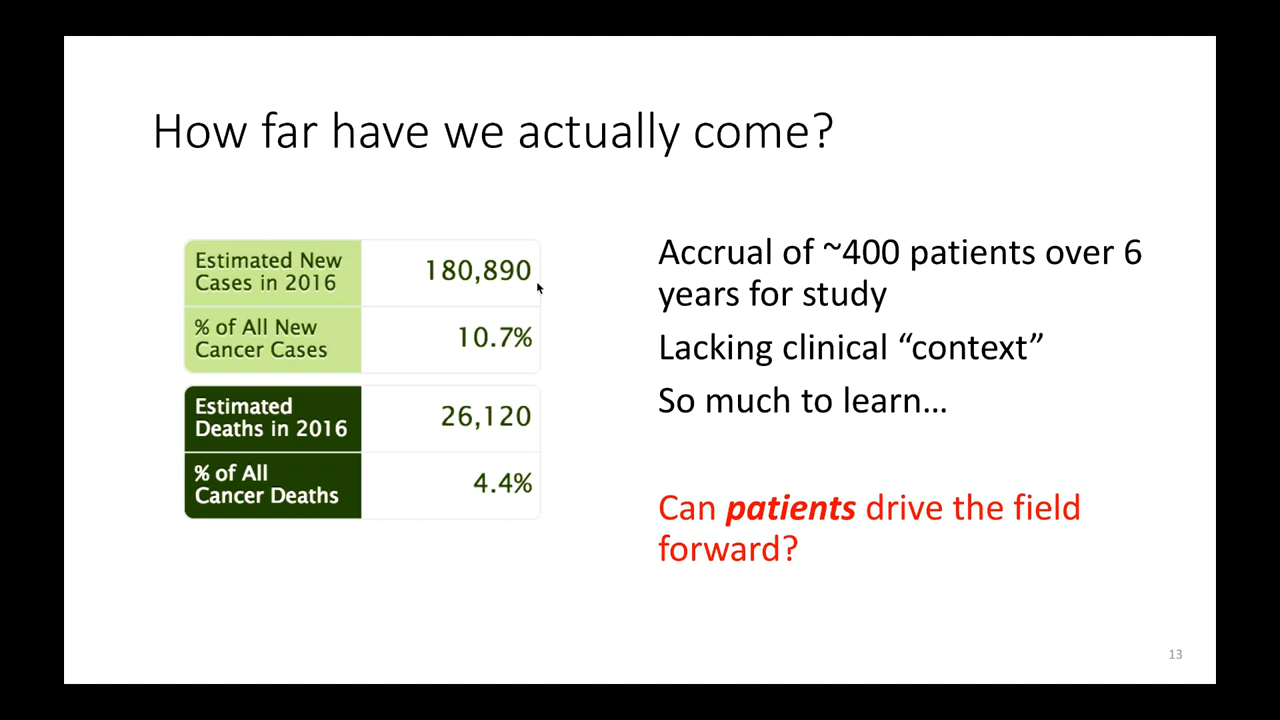 How far have we actually come?
Estimated New
Cases in 2016
180,890
% of All New
Cancer Cases
10.7%
Estimated
Deaths in 2016
26,120
% of All
Cancer Deaths
4.4%
Accrual of ~400 patients over 6
years for study
Lacking clinical “context”
So much to learn…
Can patients drive the field
forward?
13